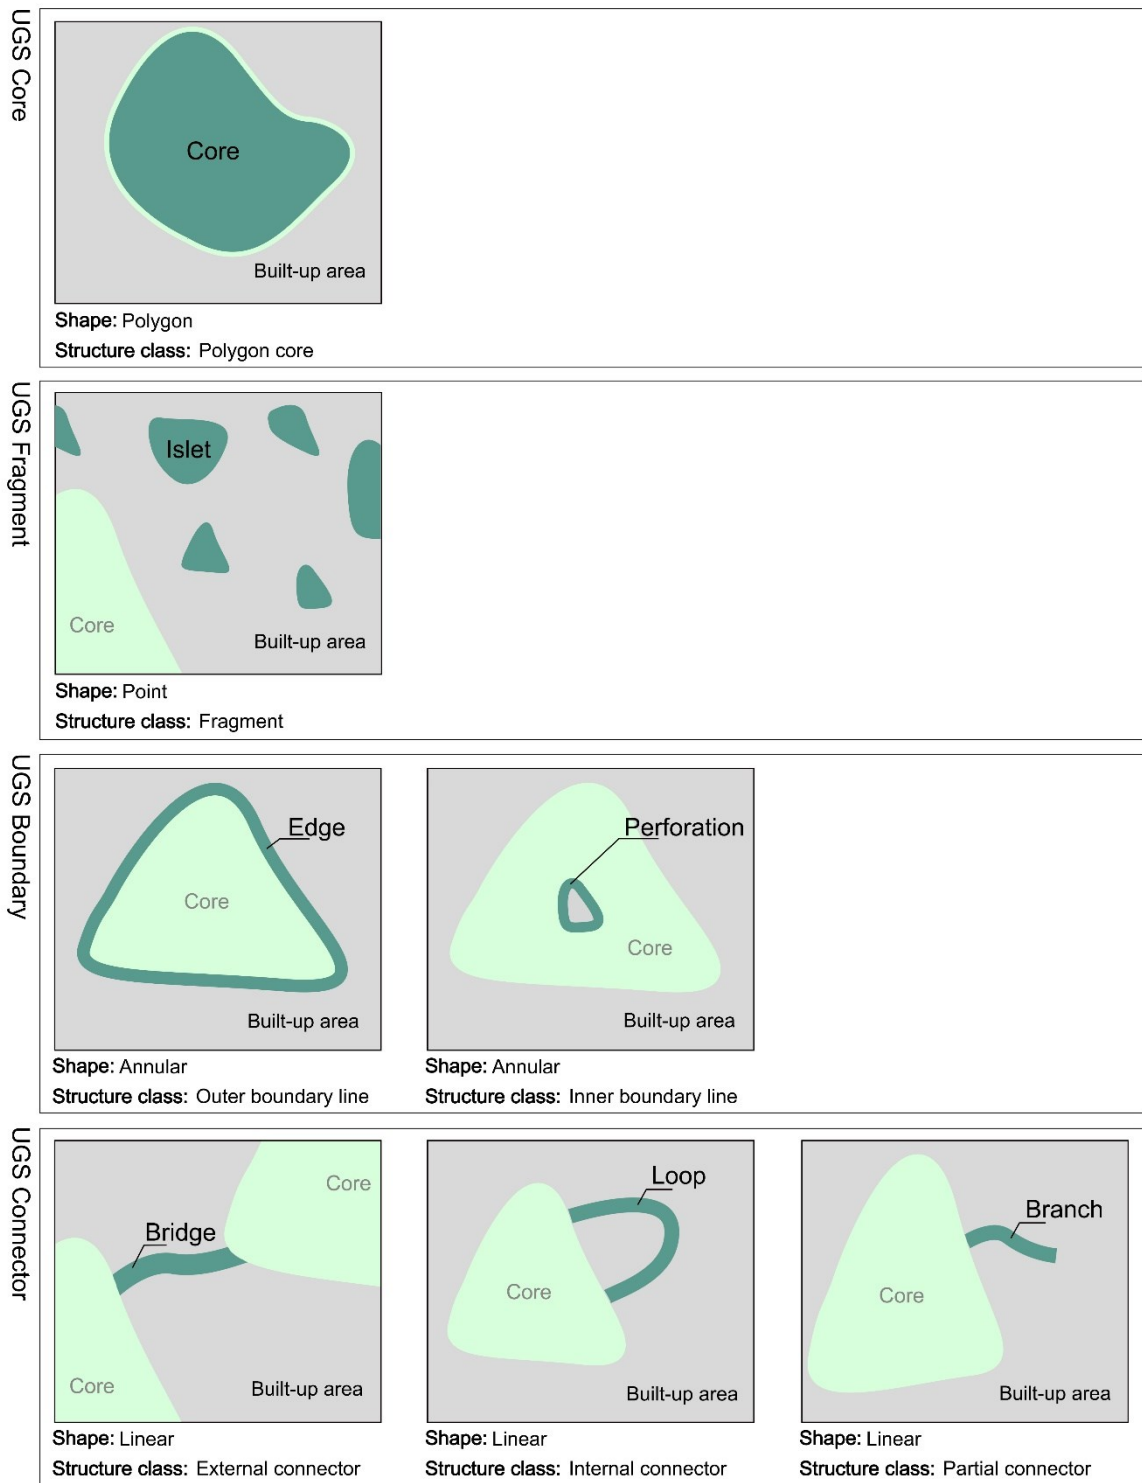 UGS Core
Core
Built-up area
Shape: Polygon
Structure class: Polygon core
UGS Fragment
Islet
Core
Built-up area
Shape: Point
Structure class: Fragment
UGS Boundary
Edge
Core
Built-up area
Shape: Annular
Structure class: Outer boundary line
Perforation
Core
Built-up area
Shape: Annular
Structure class: Inner boundary line
UGS Connector
Core
Bridge
Core
Built-up area
Shape: Linear
Structure class: External connector
Loop
Core
Built-up area
Shape: Linear
Structure class: Internal connector
Branch
Core
Built-up area
Shape: Linear
Structure class: Partial connector